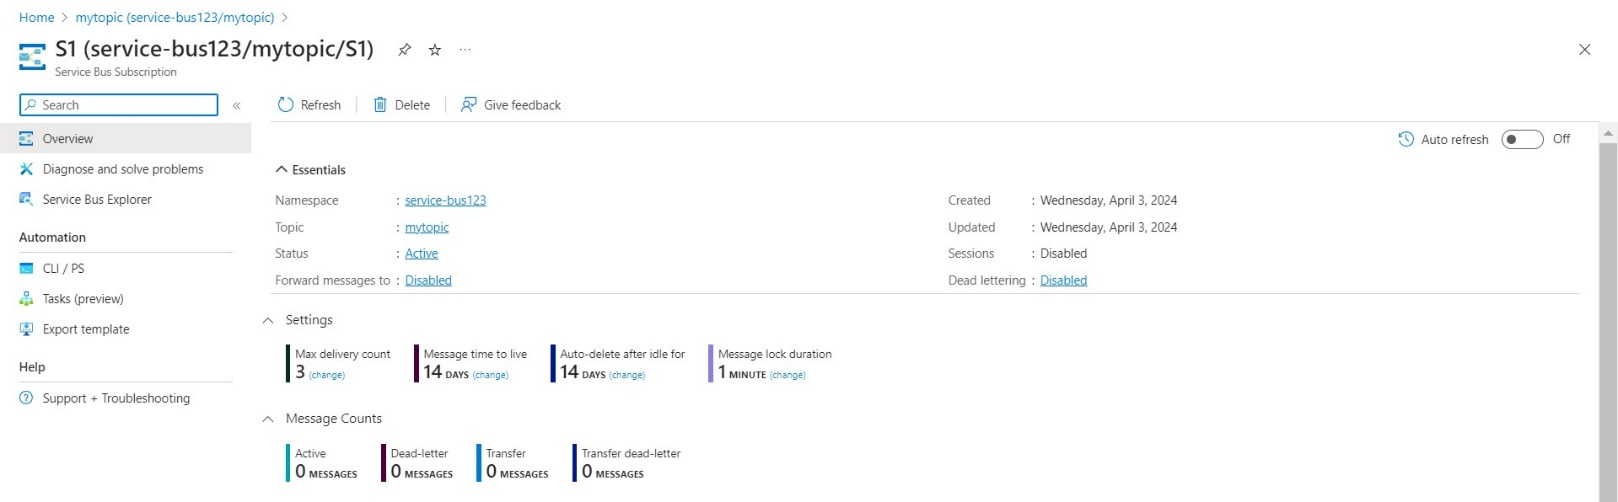 Home > mytopic (service-bus123/mytopic) >
S1 (service-bus123/mytopic/S1)
Service Bus Subscription
Search
Overview
Diagnose and solve problems
Service Bus Explorer
Automation
CLI / PS
Tasks (preview)
Export template
Help
Support + Troubleshooting
Refresh Delete Give feedback
Auto refresh Off
Essentials
Namespace : service-bus123
Topic : mytopic
Status : Active
Forward messages to : Disabled
Created : Wednesday, April 3, 2024
Updated : Wednesday, April 3, 2024
Sessions : Disabled
Dead lettering : Disabled
Settings
Max delivery count
3 (change)
Message time to live
14 DAYS (change)
Auto-delete after idle for
14 DAYS (change)
Message lock duration
1 MINUTE (change)
Message Counts
Active
0 MESSAGES
Dead-letter
0 MESSAGES
Transfer
0 MESSAGES
Transfer dead-letter
0 MESSAGES